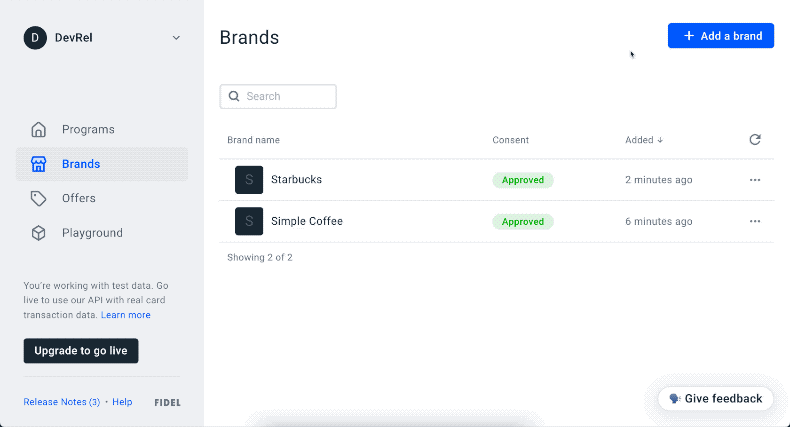 D DevRel
Programs
Brands
Offers
Playground
You're working with test data. Go
live to use our API with real card
transaction data. Learn more
Upgrade to go live
Release Notes (3) • Help FIDEL
Brands
+ Add a brand
Search
Brand name Consent Added ↓
S Starbucks Approved 2 minutes ago ...
S Simple Coffee Approved 6 minutes ago ...
Showing 2 of 2
Give feedback